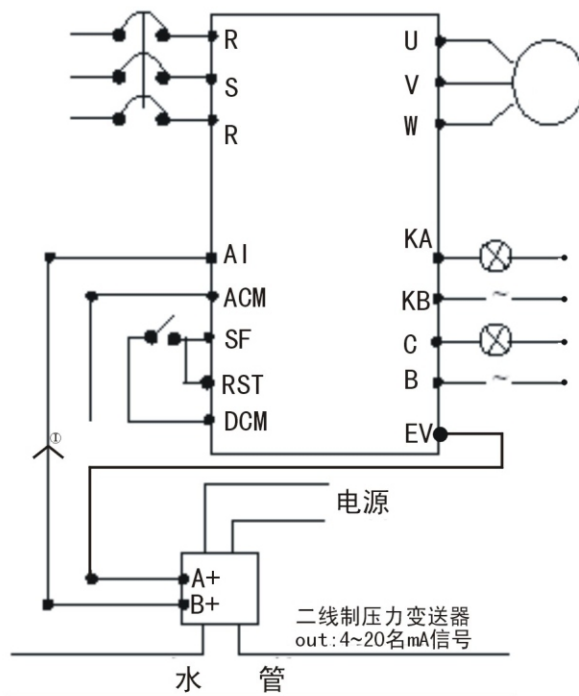 R
U
S
V
R
W
AI
KA
ACM
KB
SF
C
RST
B
DCM
EV
①
电源
A+
B+
二线制压力变送器
out:4~20名mA信号
水 管
~
~